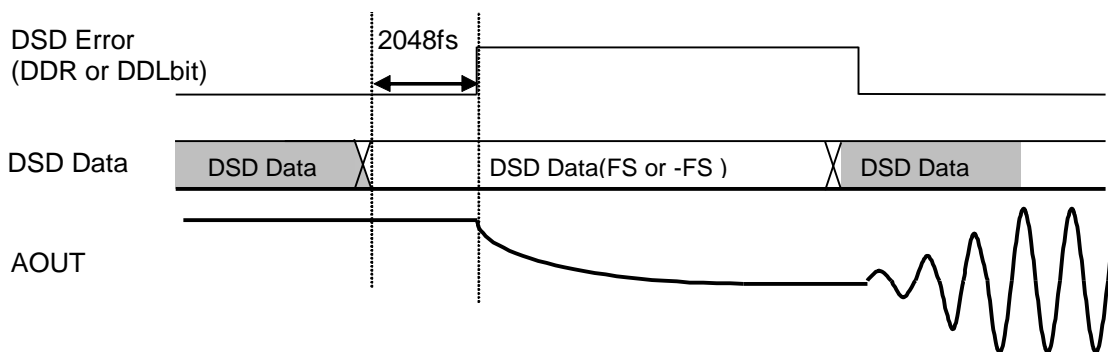 DSD Error
(DDR or DDLbit)
2048fs
DSD Data
DSD Data
DSD Data(FS or -FS )
DSD Data
AOUT